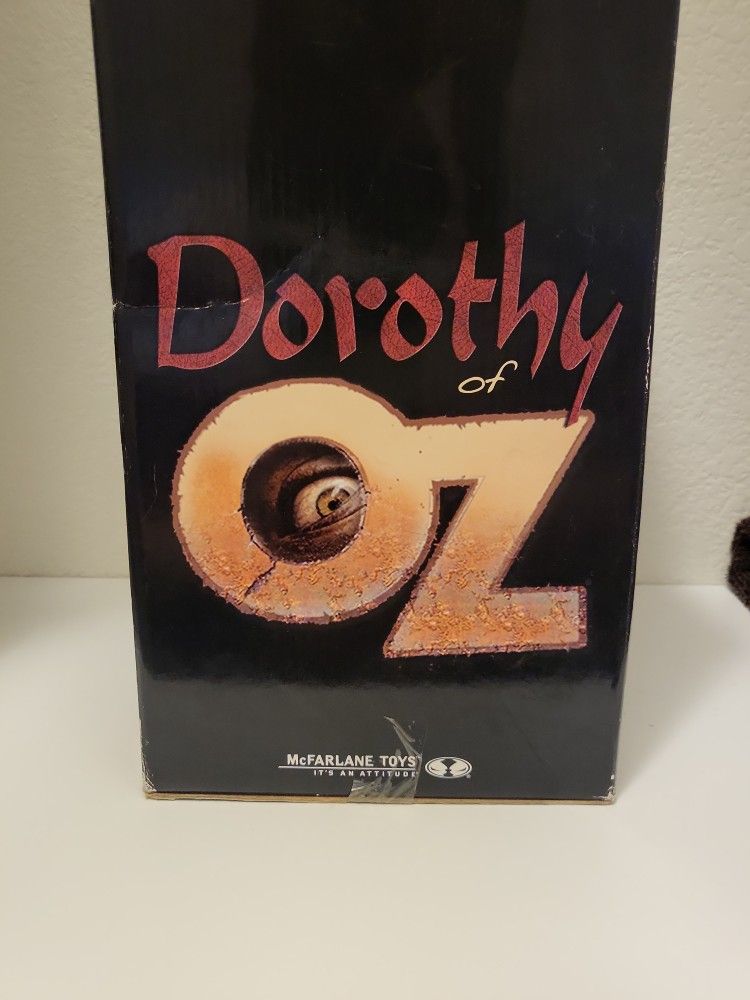 Dorothy
of
OZ
McFARLANE TOYS
IT'S AN ATTITUDE